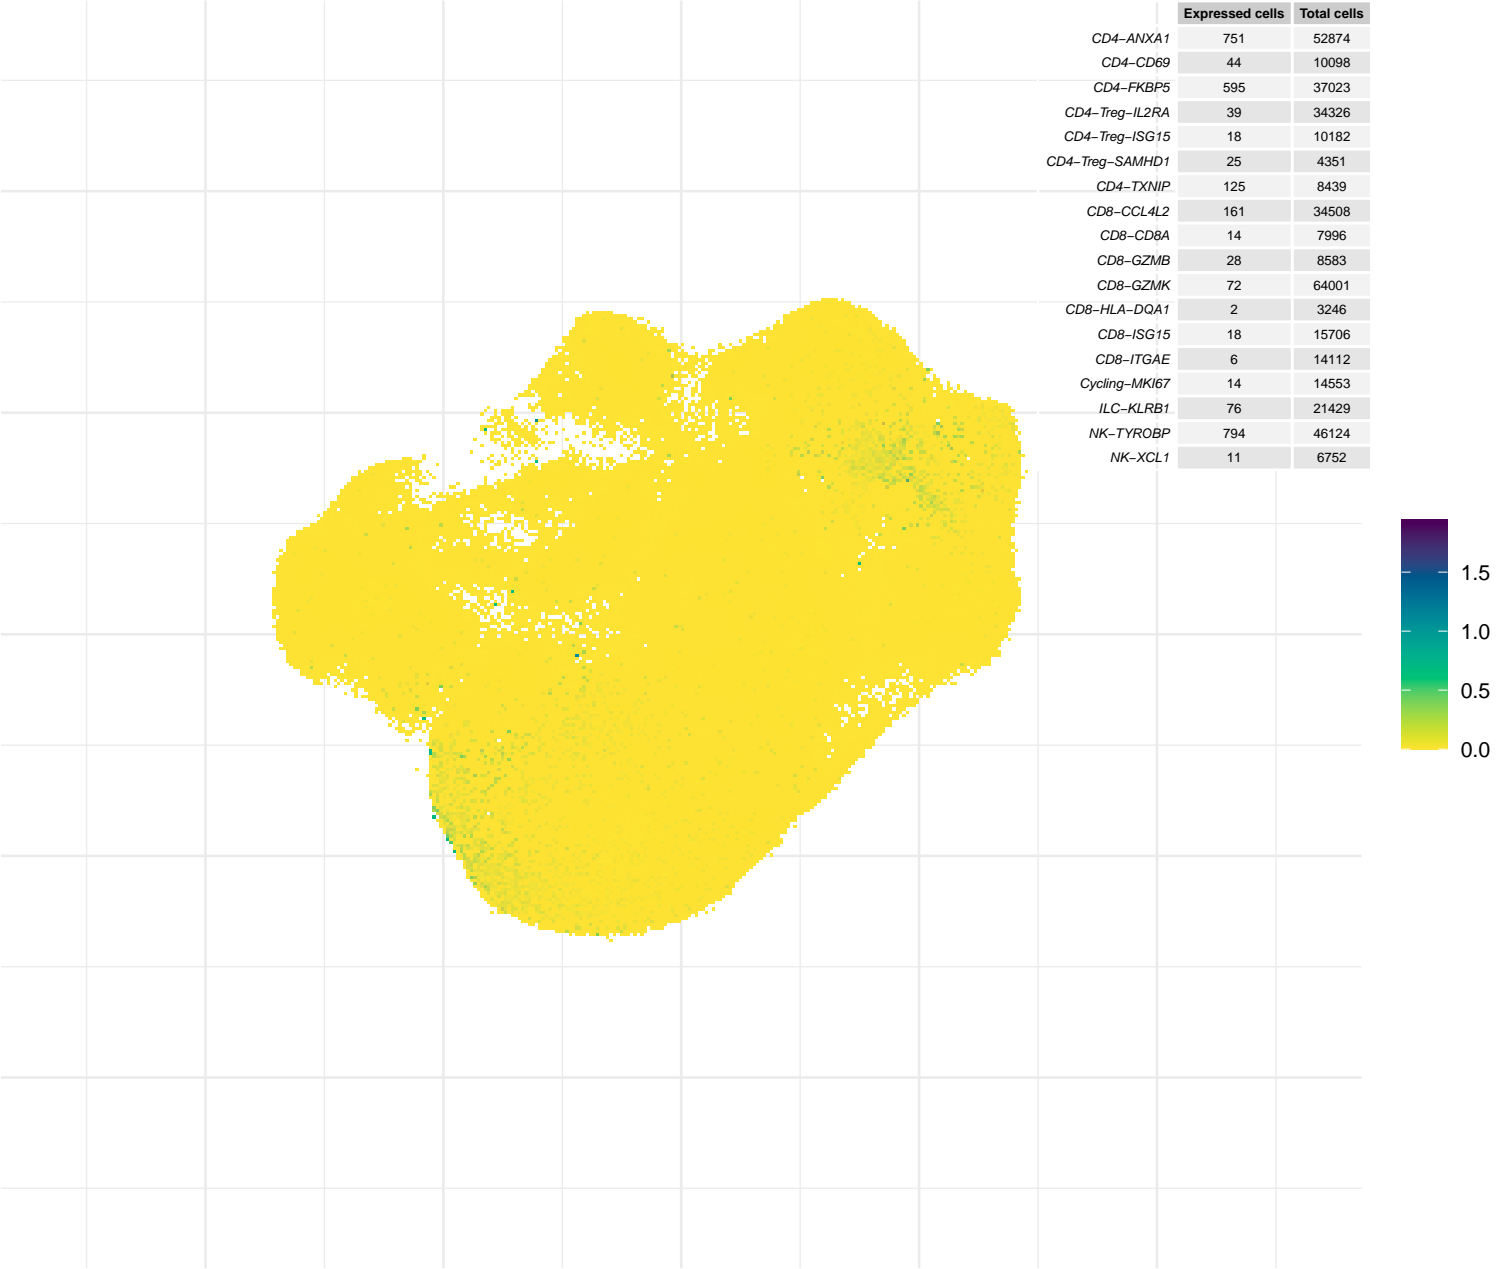 Expressed cells Total cells
CD4−ANXA1 751 52874
CD4−CD69 44 10098
CD4−FKBP5 595 37023
CD4−Treg−IL2RA 39 34326
CD4−Treg−ISG15 18 10182
CD4−Treg−SAMHD1 25 4351
CD4−TXNIP 125 8439
CD8−CCL4L2 161 34508
CD8−CD8A 14 7996
CD8−GZMB 28 8583
CD8−GZMK 72 64001
CD8−HLA−DQA1 2 3246
CD8−ISG15 18 15706
CD8−ITGAE 6 14112
Cycling−MKI67 14 14553
ILC−KLRB1 76 21429
NK−TYROBP 794 46124
NK−XCL1 11 6752
1.5
1.0
0.5
0.0